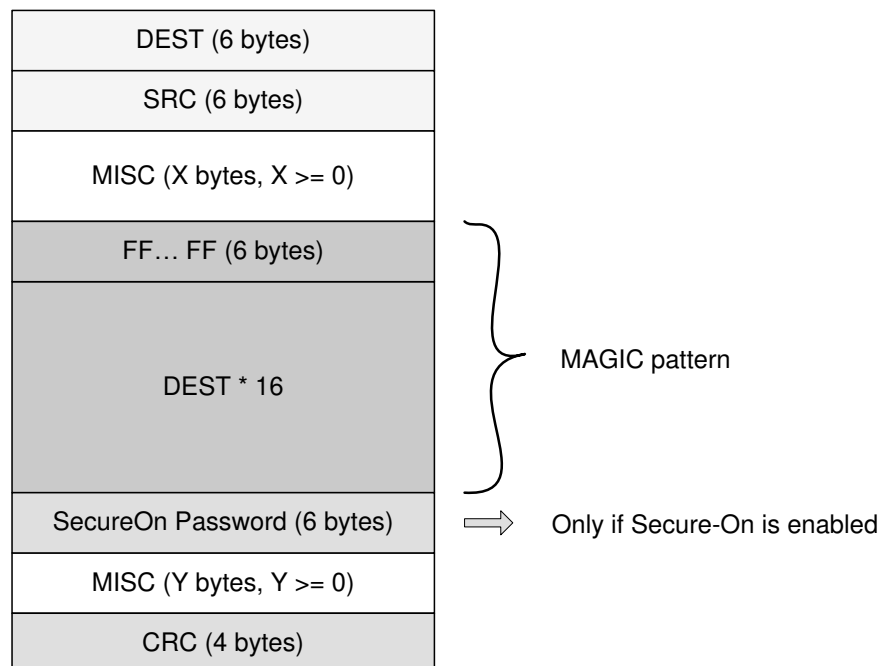 DEST (6 bytes)
SRC (6 bytes)
MISC (X bytes, X >= 0)
FF… FF (6 bytes)
DEST * 16
MAGIC pattern
SecureOn Password (6 bytes)
Only if Secure-On is enabled
MISC (Y bytes, Y >= 0)
CRC (4 bytes)